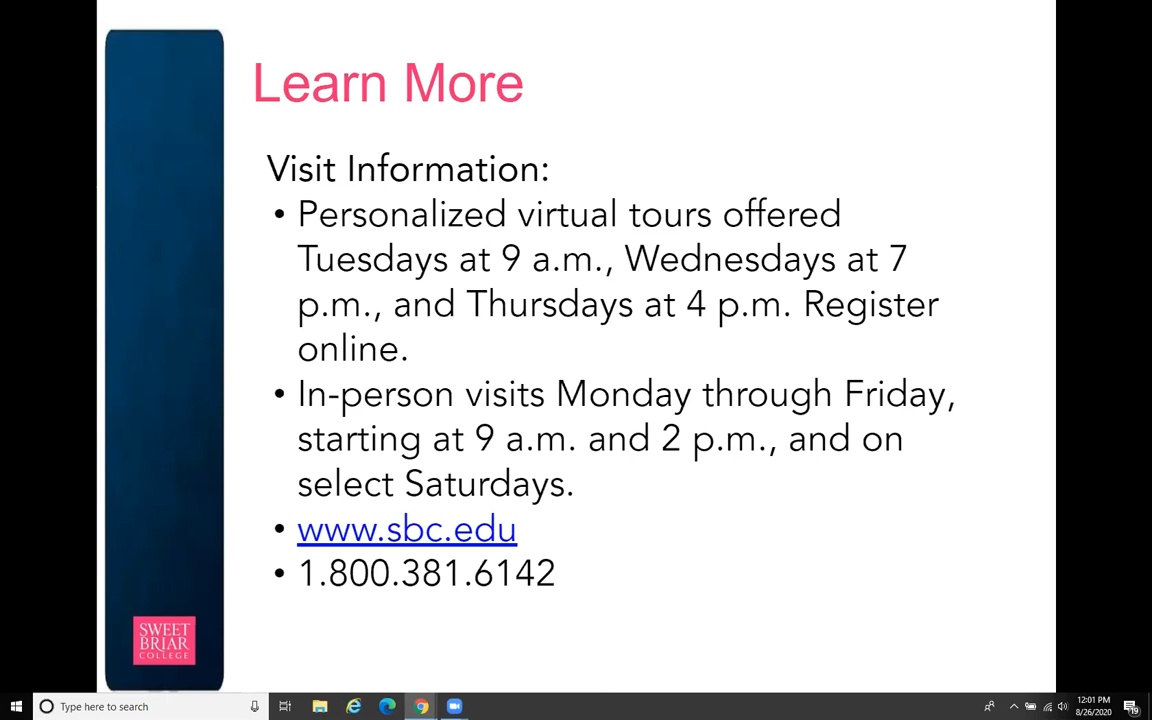 Learn More
Visit Information:
• Personalized virtual tours offered
Tuesdays at 9 a.m., Wednesdays at 7
p.m., and Thursdays at 4 p.m. Register
online.
• In-person visits Monday through Friday,
starting at 9 a.m. and 2 p.m., and on
select Saturdays.
• www.sbc.edu
• 1.800.381.6142
SWEET
BRIAR
COLLEGE
Type here to search
12:01 PM
8/26/2020
19